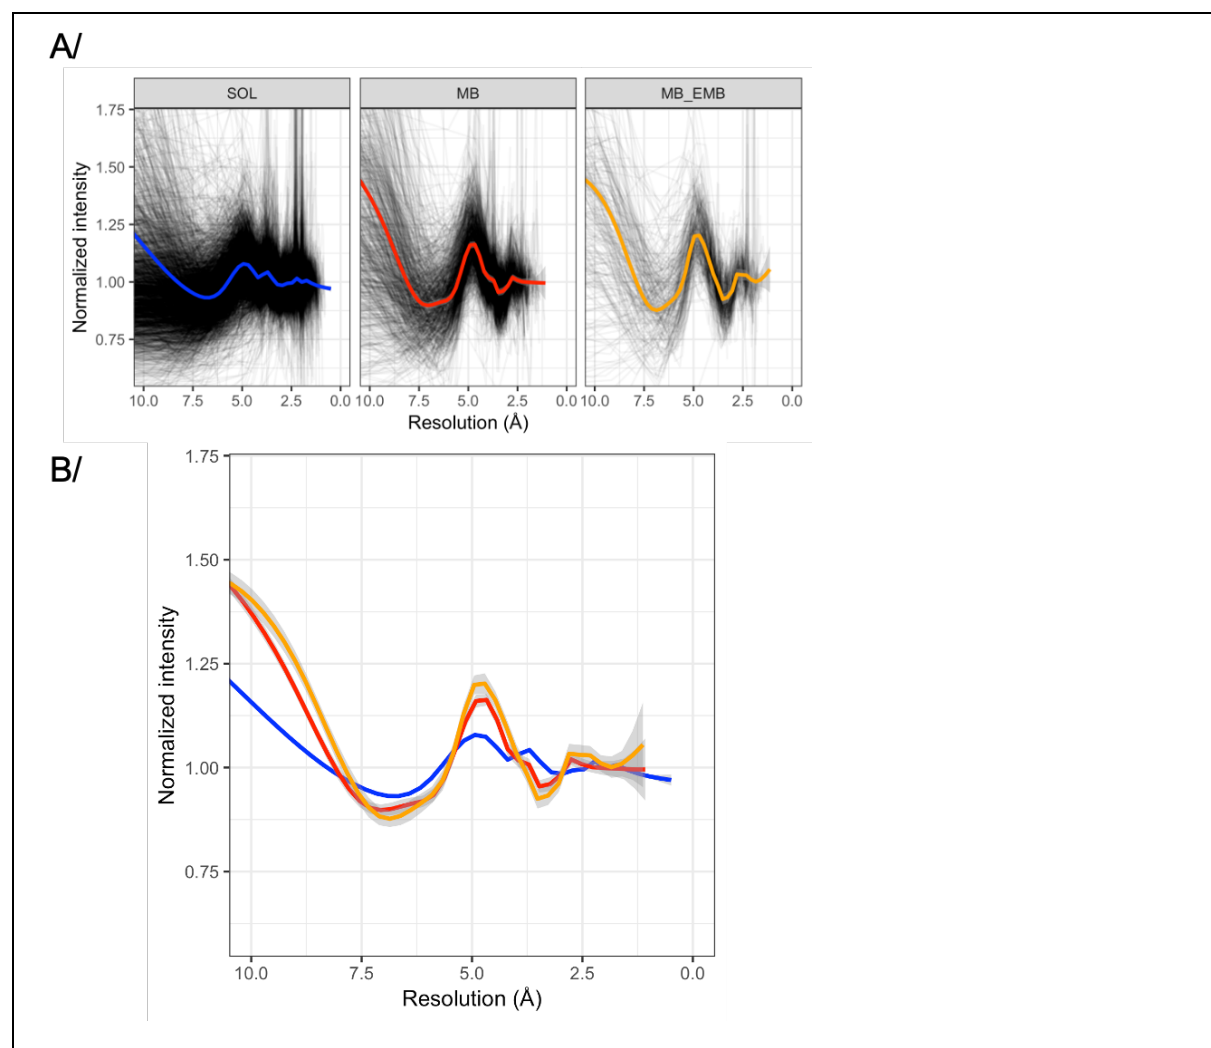 A/
SOL MB MB_EMB
1.75
1.50
1.25
1.00
0.75
Normalized intensity
10.0 7.5 5.0 2.5 0.0 10.0 7.5 5.0 2.5 0.0 10.0 7.5 5.0 2.5 0.0
Resolution (Å)
B/
1.75
1.50
1.25
1.00
0.75
Normalized intensity
10.0 7.5 5.0 2.5 0.0
Resolution (Å)